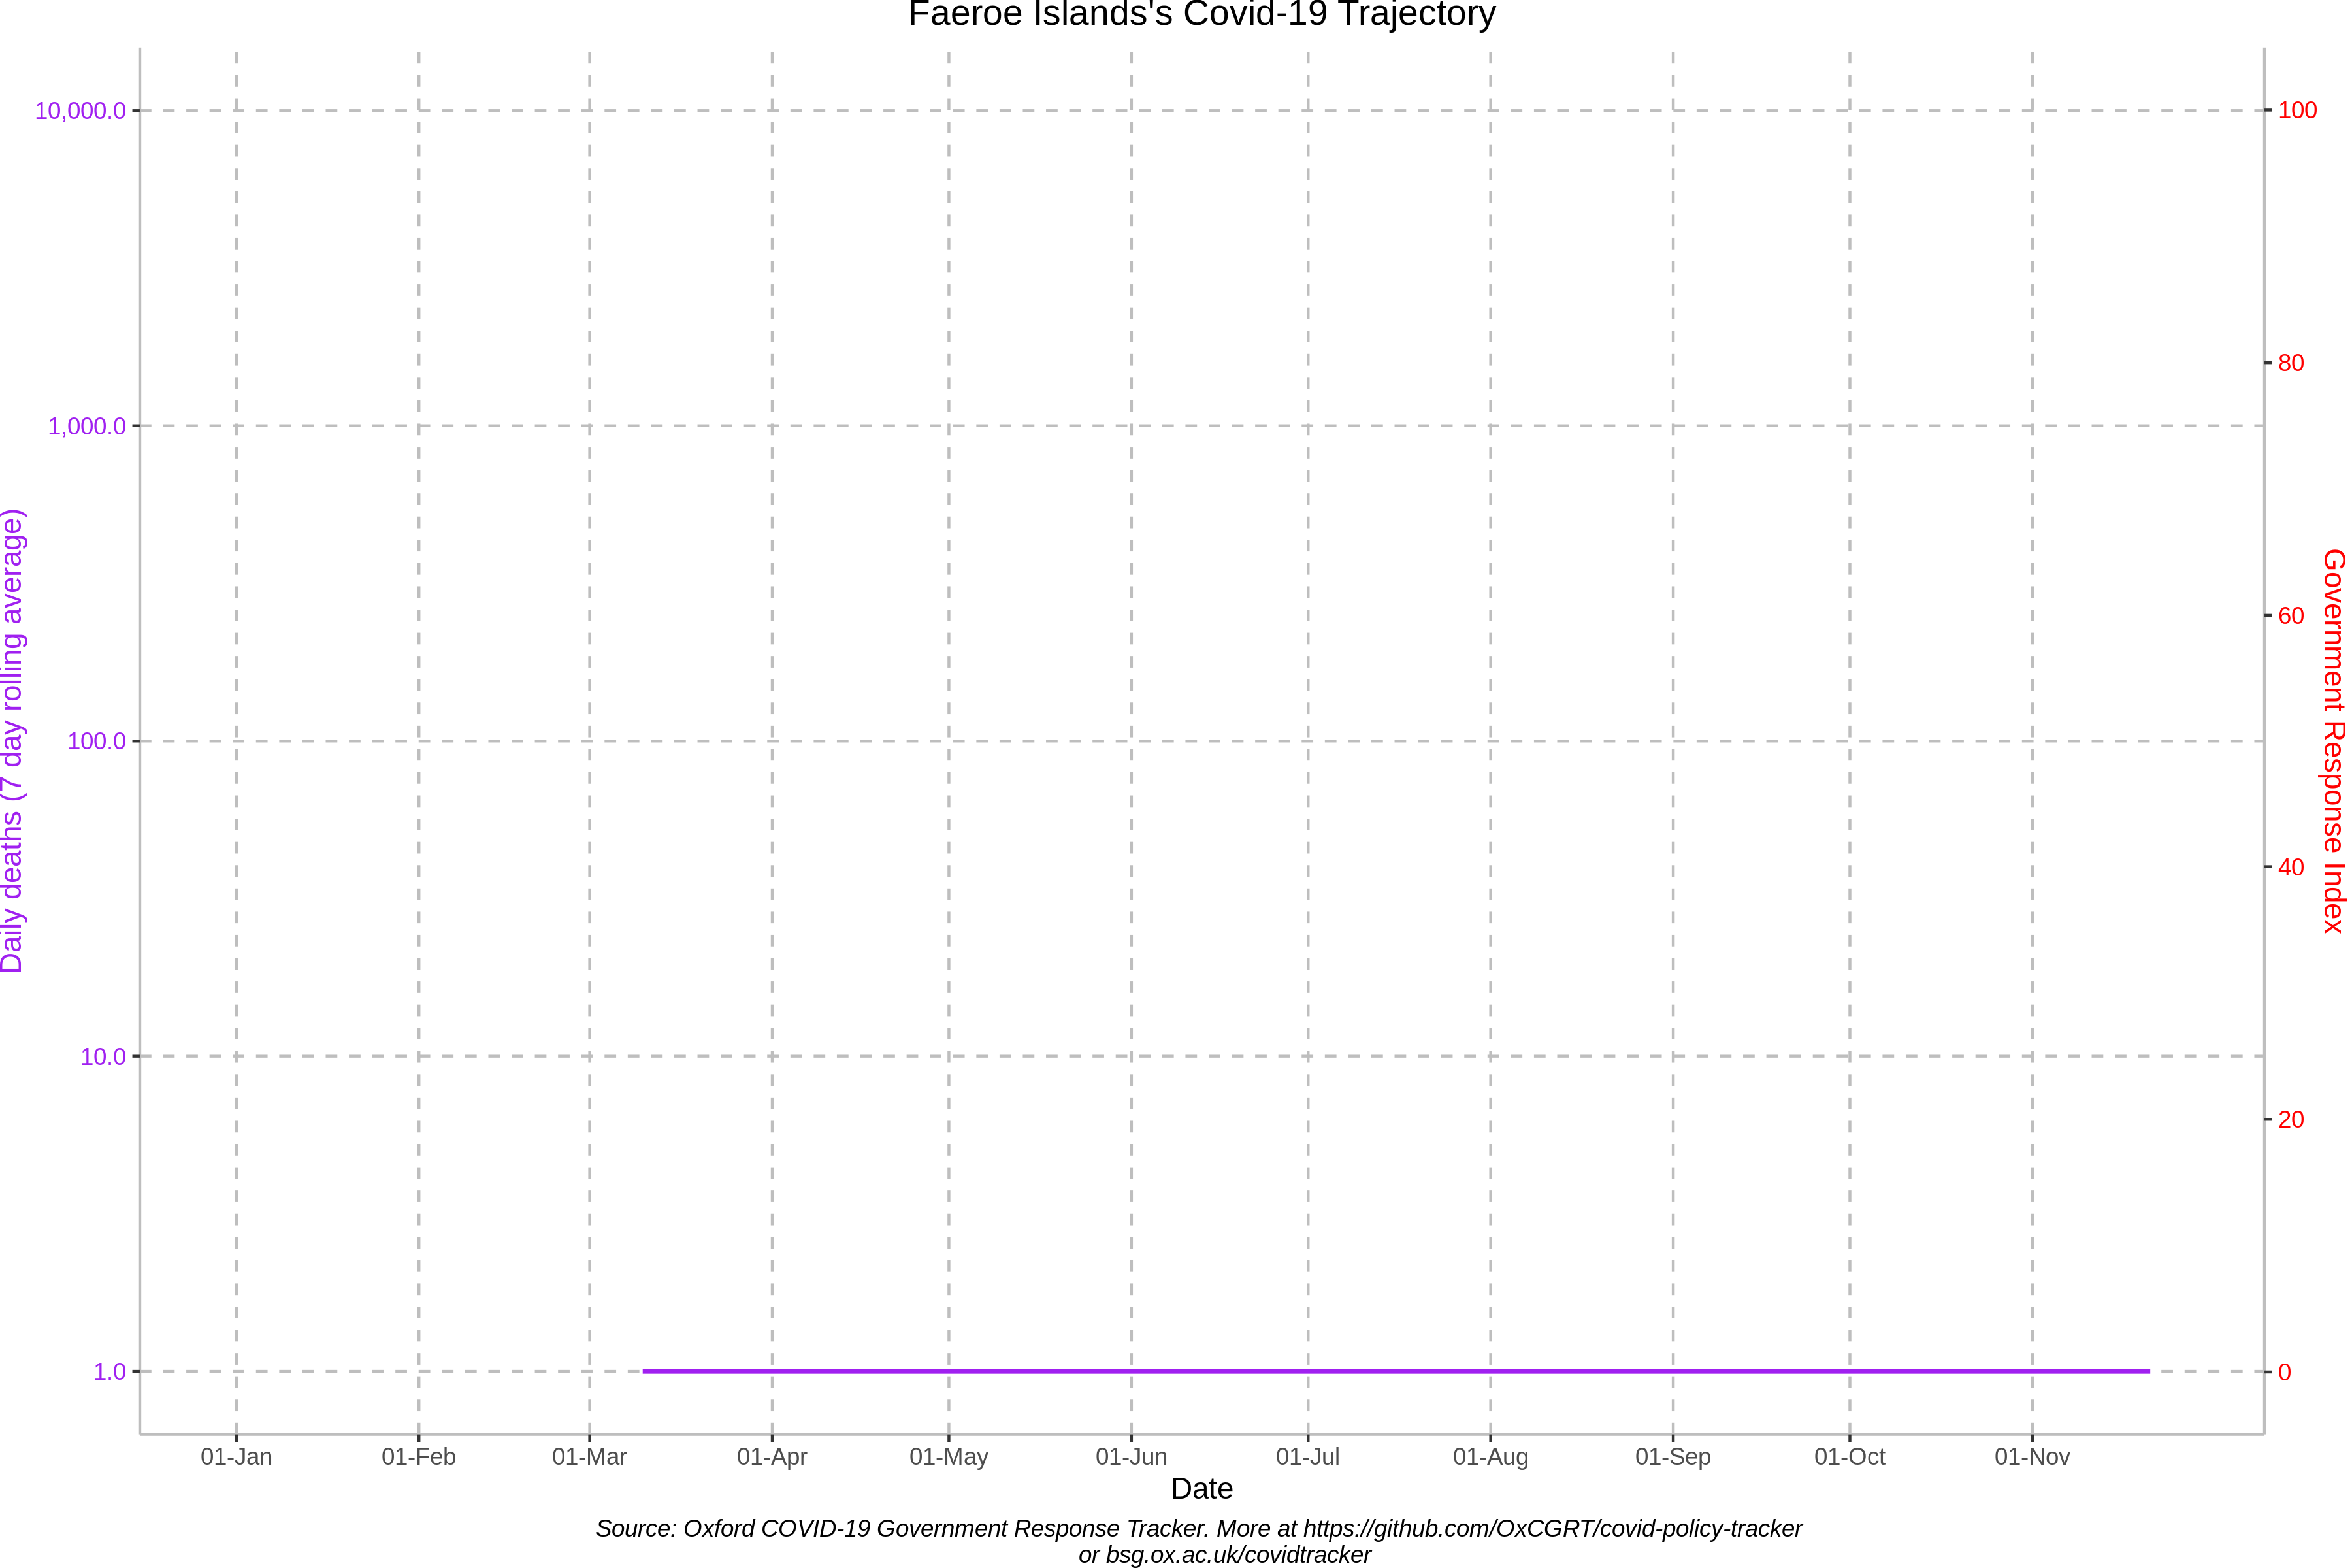 Faeroe Islands's Covid-19 Trajectory
10,000.0
1,000.0
100.0
10.0
1.0
Daily deaths (7 day rolling average)
100
80
60
40
20
0
Government Response Index
01-Jan
01-Feb
01-Mar
01-Apr
01-May
01-Jun
01-Jul
01-Aug
01-Sep
01-Oct
01-Nov
Date
Source: Oxford COVID-19 Government Response Tracker. More at https://github.com/OxCGRT/covid-policy-tracker
or bsg.ox.ac.uk/covidtracker